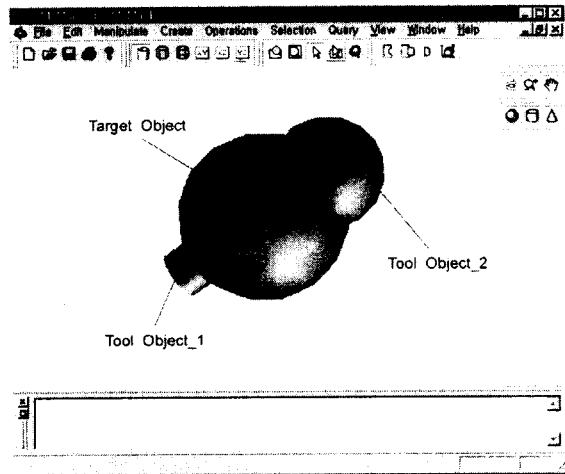 File Edit Manipulate Create Operations Selection Query View Window Help
Target Object
Tool Object_2
Tool Object_1